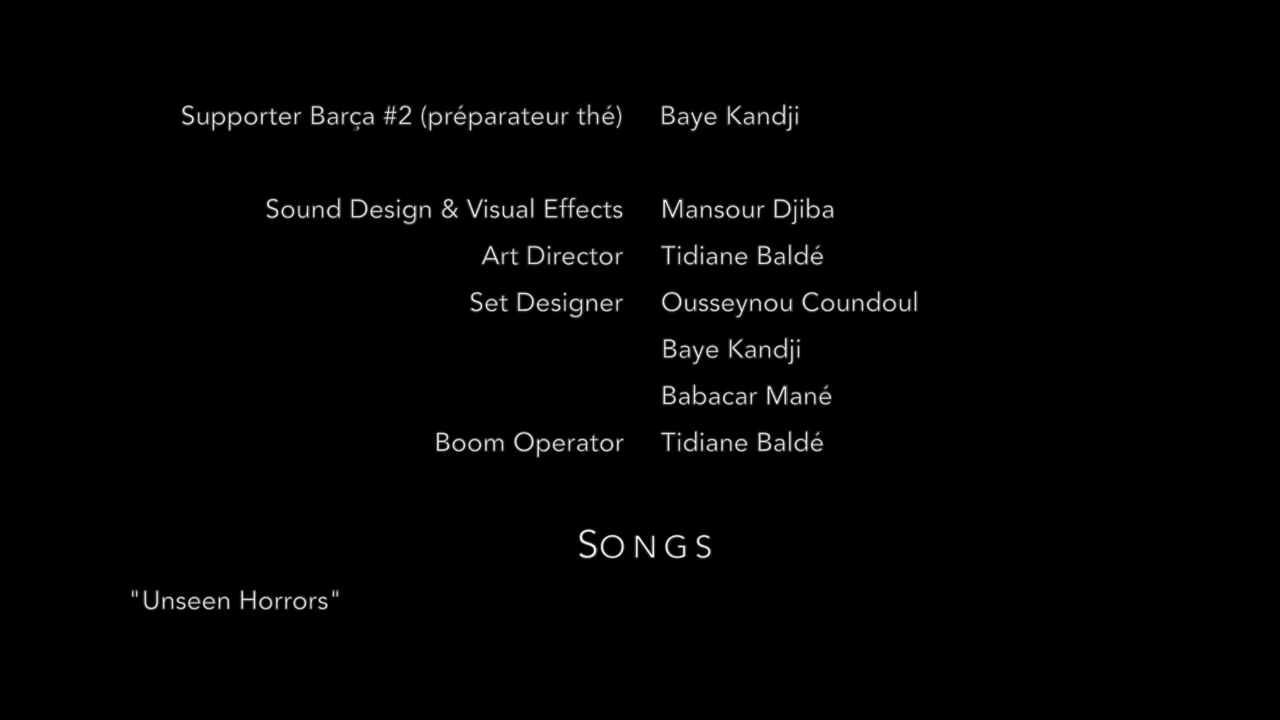 Supporter Barça #2 (préparateur thé) Baye Kandji
Sound Design & Visual Effects Mansour Djiba
Art Director Tidiane Baldé
Set Designer Ousseynou Coundoul
Baye Kandji
Babacar Mané
Boom Operator Tidiane Baldé
SONGS
"Unseen Horrors"